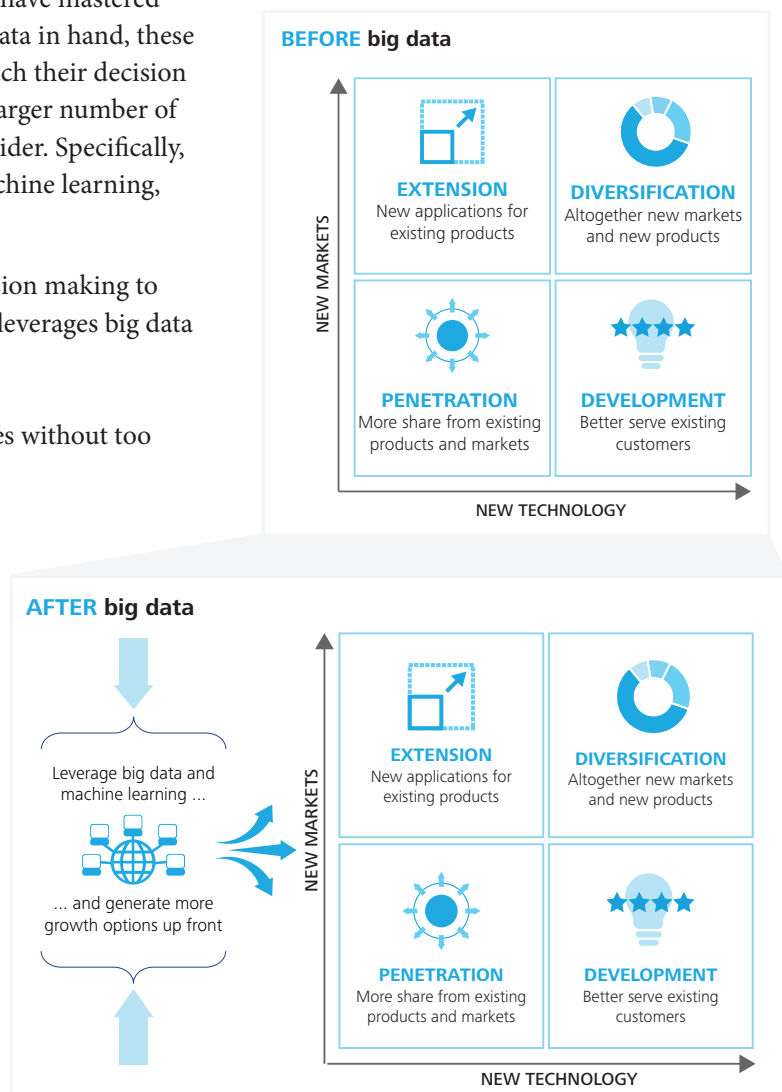 have mastered
ata in hand, these
ch their decision
arger number of
ider. Specifically,
chine learning,
sion making to
leverages big data
es without too
BEFORE big data
NEW MARKETS
EXTENSION
New applications for
existing products
DIVERSIFICATION
Altogether new markets
and new products
PENETRATION
More share from existing
products and markets
DEVELOPMENT
Better serve existing
customers
NEW TECHNOLOGY
AFTER big data
Leverage big data and
machine learning ...
... and generate more
growth options up front
NEW MARKETS
EXTENSION
New applications for
existing products
DIVERSIFICATION
Altogether new markets
and new products
PENETRATION
More share from existing
products and markets
DEVELOPMENT
Better serve existing
customers
NEW TECHNOLOGY